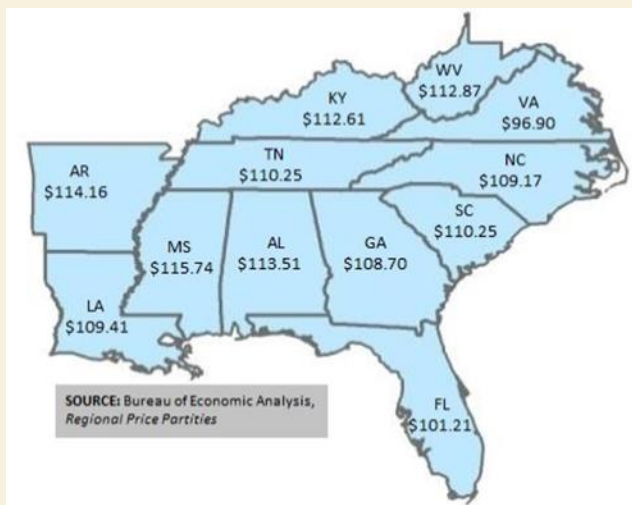 WV
$112.87
KY
$112.61
VA
$96.90
TN
$110.25
NC
$109.17
AR
$114.16
SC
$110.25
MS
$115.74
AL
$113.51
GA
$108.70
LA
$109.41
FL
$101.21
SOURCE: Bureau of Economic Analysis,
Regional Price Partities